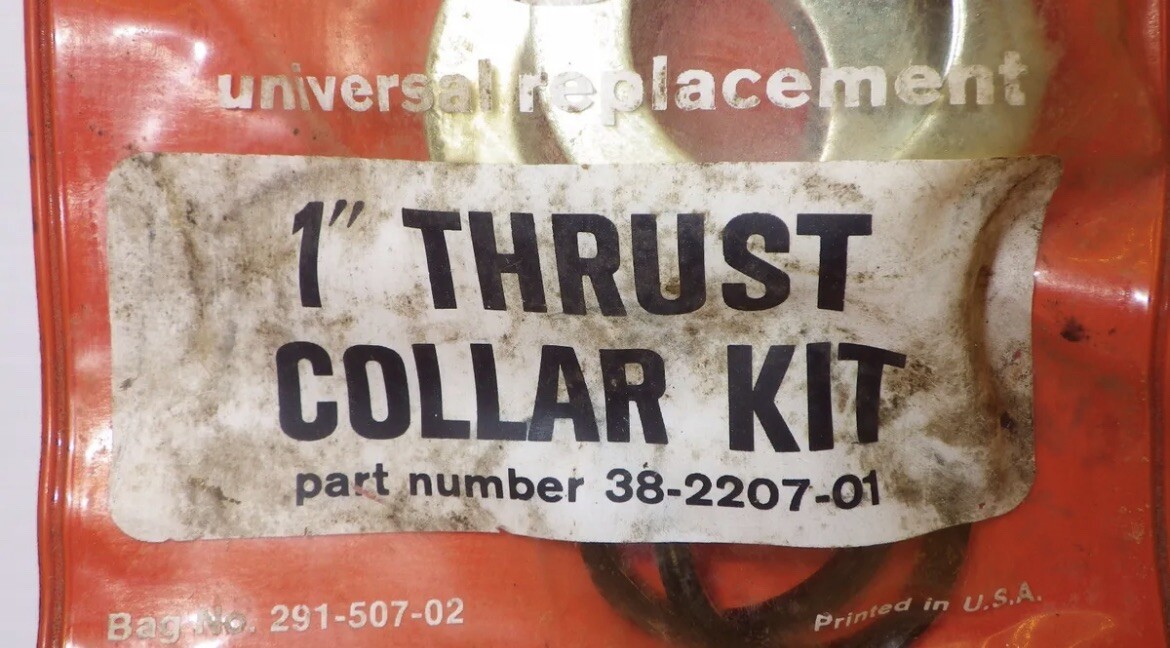 universal replacement
1″ THRUST
COLLAR KIT
part number 38-2207-01
Bag No. 291-507-02
Printed in U.S.A.